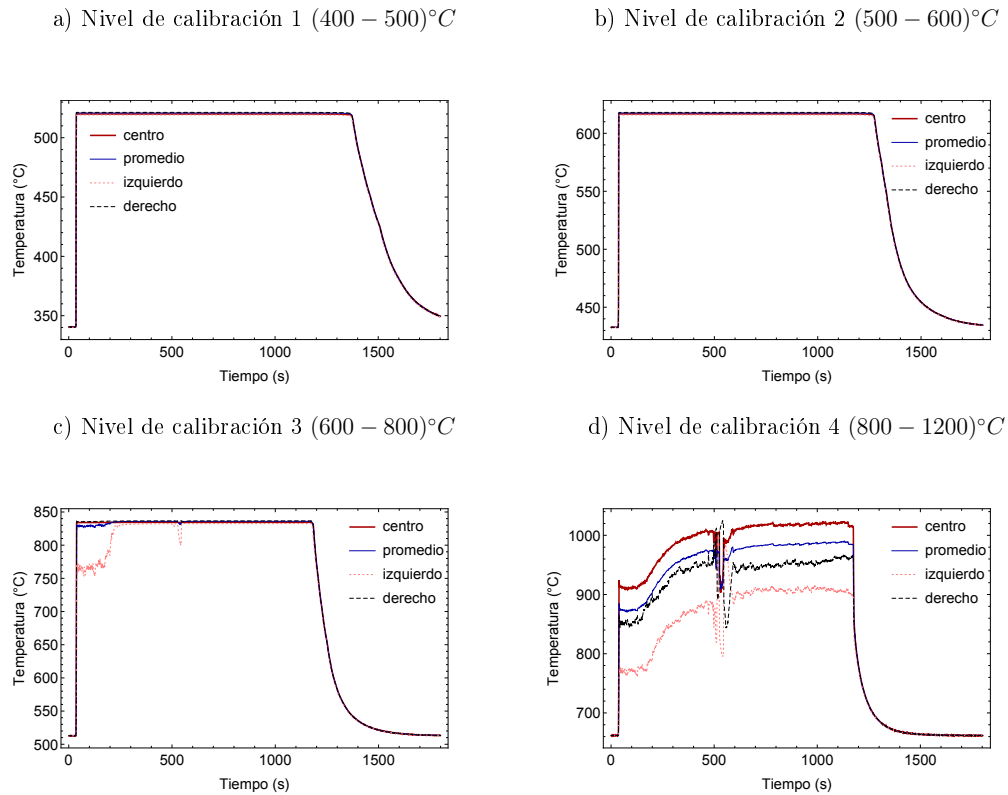 a) Nivel de calibración 1 (400 – 500)°C
b) Nivel de calibración 2 (500 – 600)°C
Temperatura (°C)
500
450
400
350
centro
promedio
izquierdo
derecho
0
500
1000
1500
Tiempo (s)
Temperatura (°C)
600
550
500
450
centro
promedio
izquierdo
derecho
0
500
1000
1500
Tiempo (s)
c) Nivel de calibración 3 (600 – 800)°C
d) Nivel de calibración 4 (800 – 1200)°C
Temperatura (°C)
850
800
750
700
650
600
550
500
centro
promedio
izquierdo
derecho
0
500
1000
1500
Tiempo (s)
Temperatura (°C)
1000
900
800
700
centro
promedio
izquierdo
derecho
0
500
1000
1500
Tiempo (s)